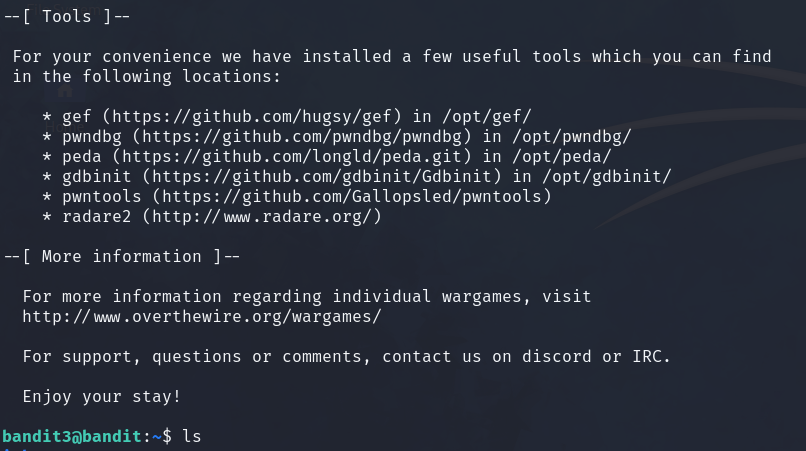 --[ Tools ]--
For your convenience we have installed a few useful tools which you can find
in the following locations:
* gef (https://github.com/hugsy/gef) in /opt/gef/
* pwndbg (https://github.com/pwndbg/pwndbg) in /opt/pwndbg/
* peda (https://github.com/longld/peda.git) in /opt/peda/
* gdbinit (https://github.com/gdbinit/Gdbinit) in /opt/gdbinit/
* pwntools (https://github.com/Gallopsled/pwntools)
* radare2 (http://www.radare.org/)
--[ More information ]--
For more information regarding individual wargames, visit
http://www.overthewire.org/wargames/
For support, questions or comments, contact us on discord or IRC.
Enjoy your stay!
bandit3@bandit:~$ ls